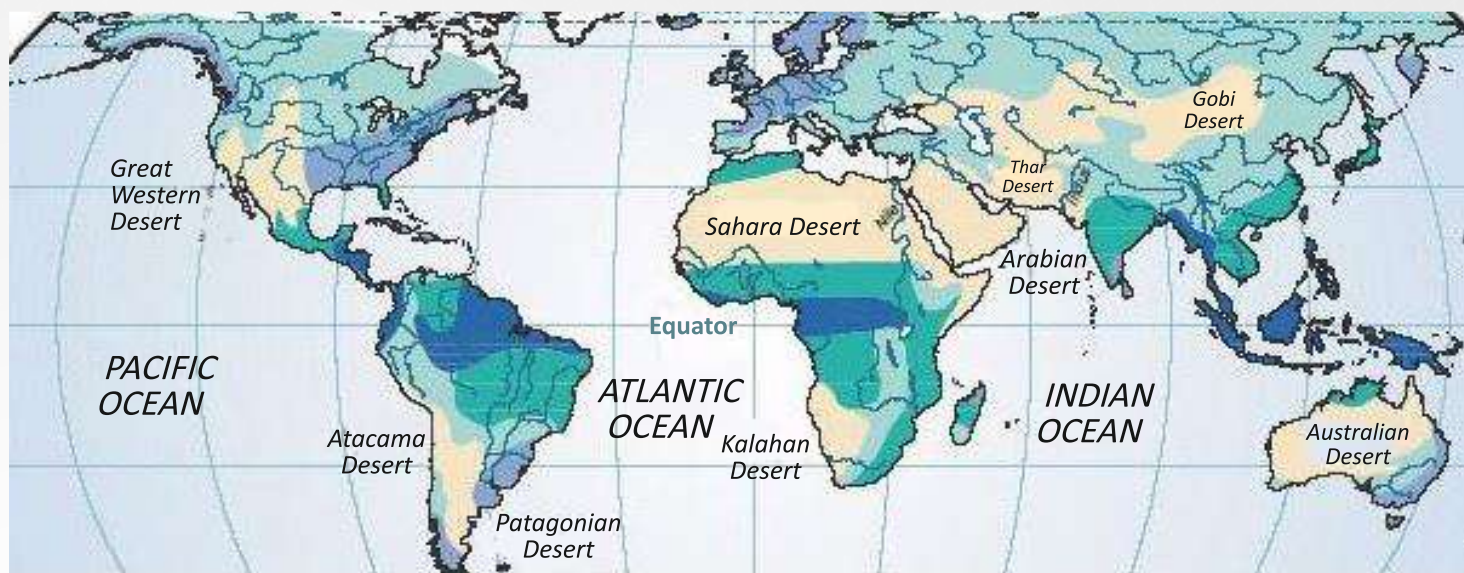 Gobi
Desert
Great
Western
Desert
Thar
Desert
Sahara Desert
Arabian
Desert
Equator
PACIFIC
OCEAN
ATLANTIC
OCEAN
INDIAN
OCEAN
Atacama
Desert
Kalahan
Desert
Australian
Desert
Patagonian
Desert